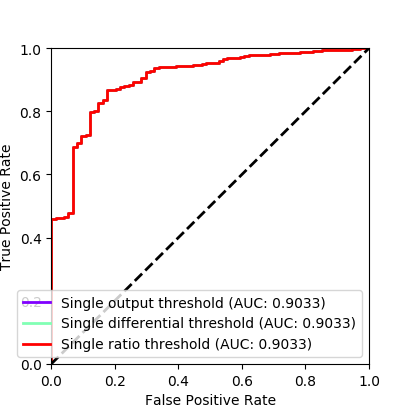 1.0
0.8
0.6
0.4
0.2
0.0
True Positive Rate
Single output threshold (AUC: 0.9033)
Single differential threshold (AUC: 0.9033)
Single ratio threshold (AUC: 0.9033)
0.0 0.2 0.4 0.6 0.8 1.0
False Positive Rate